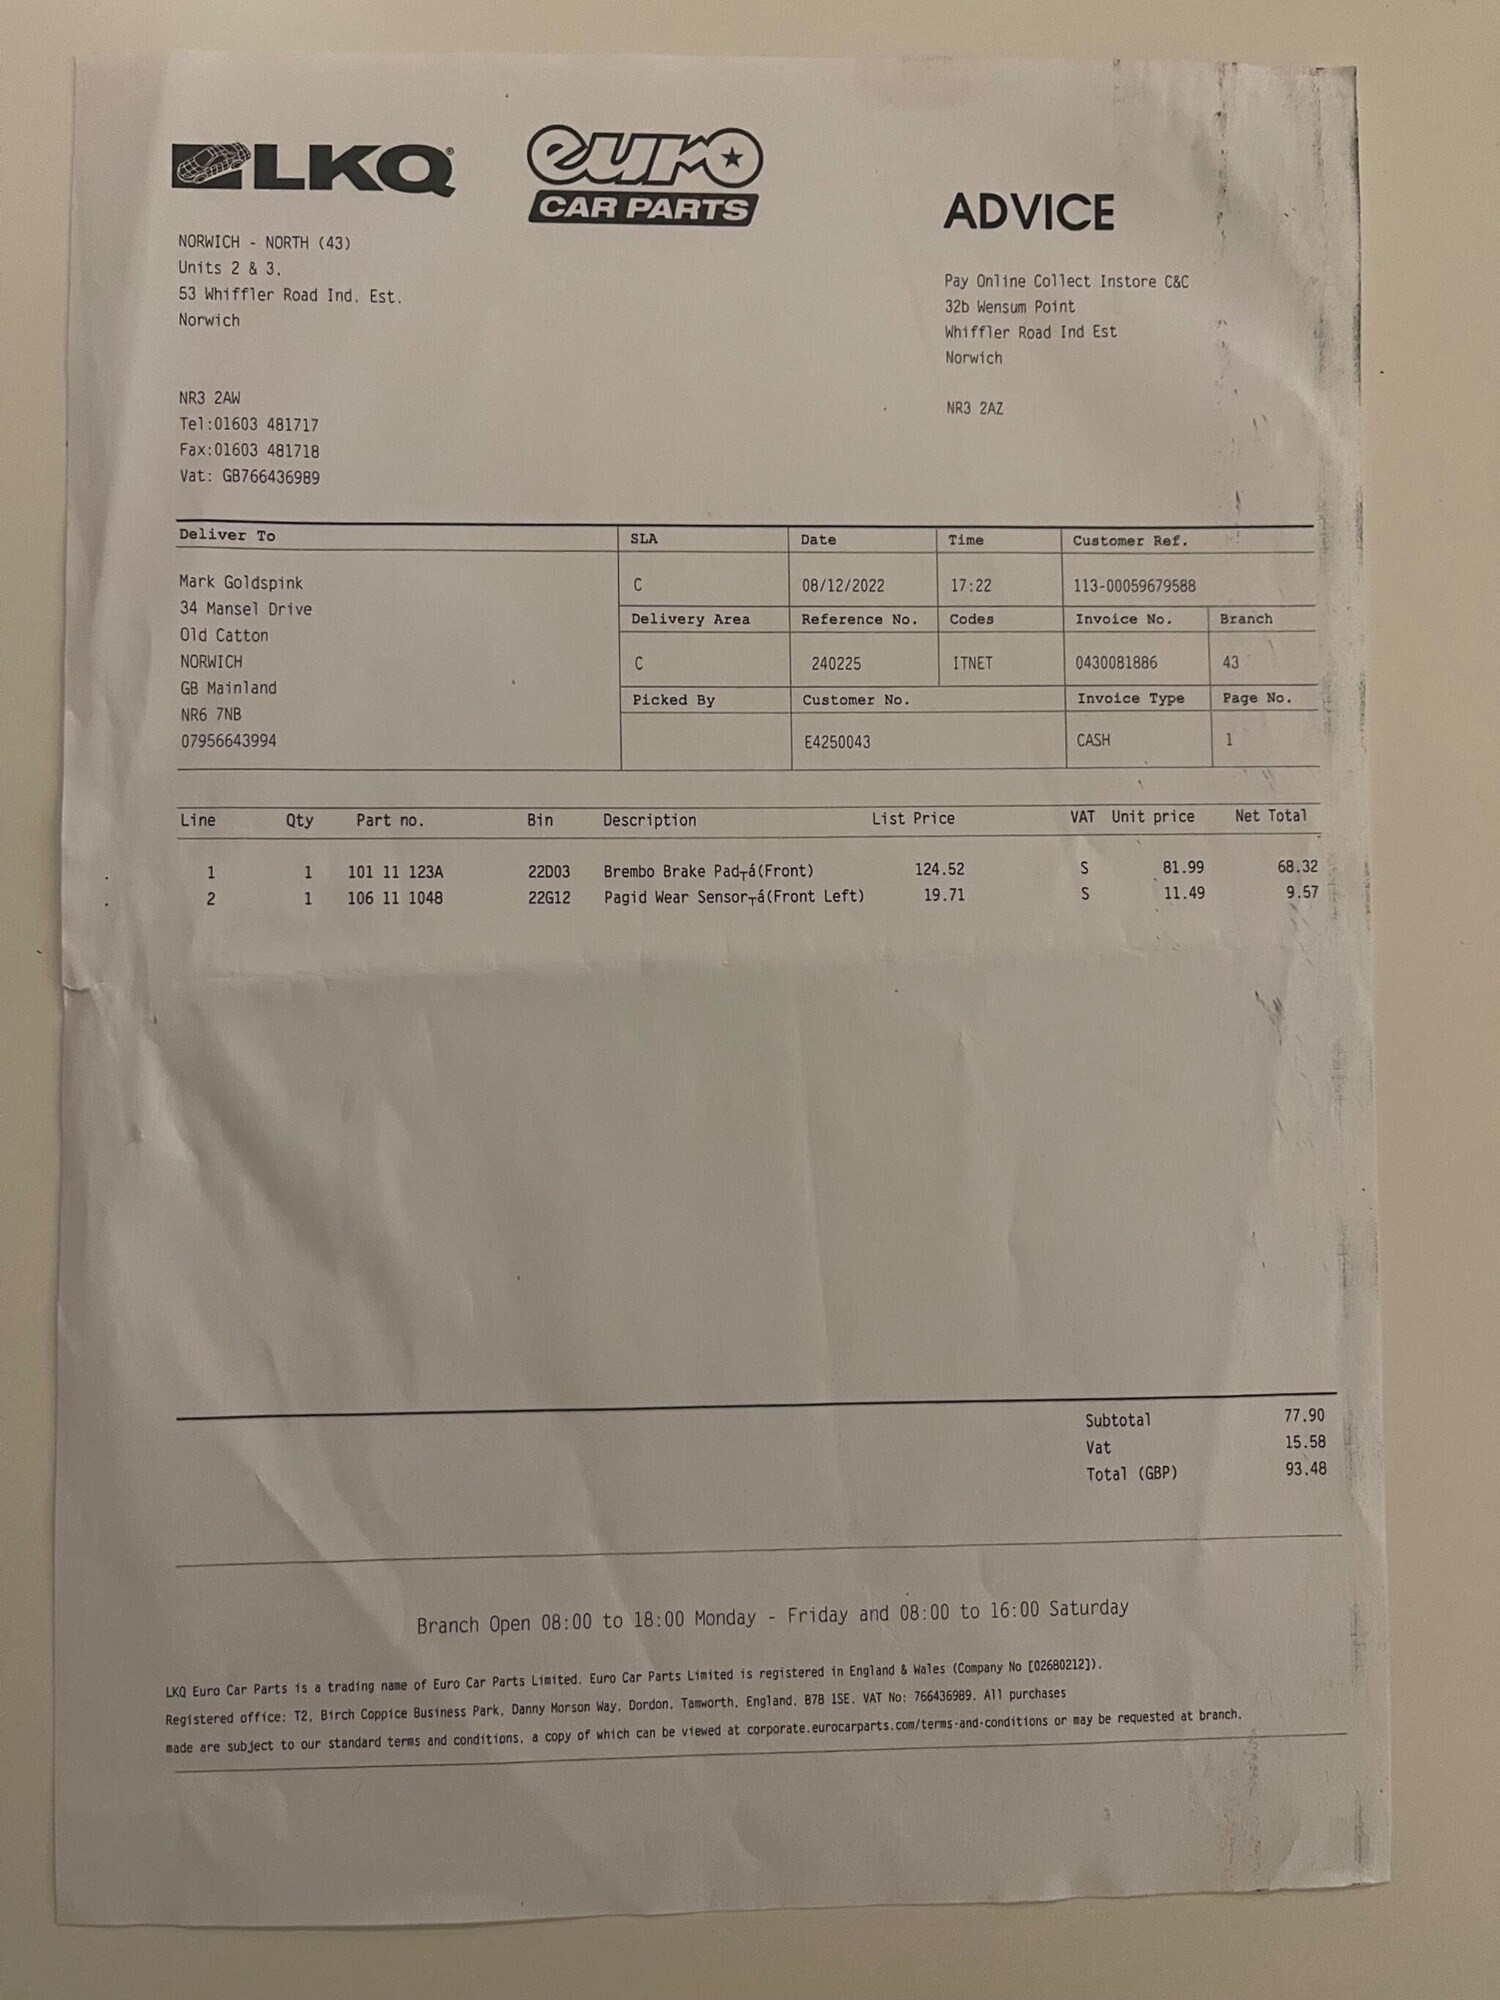 LKQ®
euro
CAR PARTS
ADVICE
NORWICH - NORTH (43)
Units 2 & 3.
53 Whiffler Road Ind. Est.
Norwich
NR3 2AW
Tel:01603 481717
Fax:01603 481718
Vat: GB766436989
Pay Online Collect Instore C&C
32b Wensum Point
Whiffler Road Ind Est
Norwich
NR3 2AZ
Deliver To
Mark Goldspink
34 Mansel Drive
Old Catton
NORWICH
GB Mainland
NR6 7NB
07956643994
SLA Date Time Customer Ref.
C 08/12/2022 17:22 113-00059679588
Delivery Area Reference No. Codes Invoice No. Branch
C 240225 ITNET 0430081886 43
Picked By Customer No. Invoice Type Page No.
E4250043 CASH 1
Line Qty Part no. Bin Description List Price VAT Unit price Net Total
1 1 101 11 123A 22D03 Brembo Brake Pad┬á(Front) 124.52 S 81.99 68.32
2 1 106 11 1048 22G12 Pagid Wear Sensor┬á(Front Left) 19.71 S 11.49 9.57
Subtotal 77.90
Vat 15.58
Total (GBP) 93.48
Branch Open 08:00 to 18:00 Monday - Friday and 08:00 to 16:00 Saturday
LKQ Euro Car Parts is a trading name of Euro Car Parts Limited. Euro Car Parts Limited is registered in England & Wales (Company No [02680212]).
Registered office: T2, Birch Coppice Business Park, Danny Morson Way, Dordon, Tamworth, England, B78 1SE. VAT No: 766436989. All purchases
made are subject to our standard terms and conditions, a copy of which can be viewed at corporate.eurocarparts.com/terms-and-conditions or may be requested at branch.